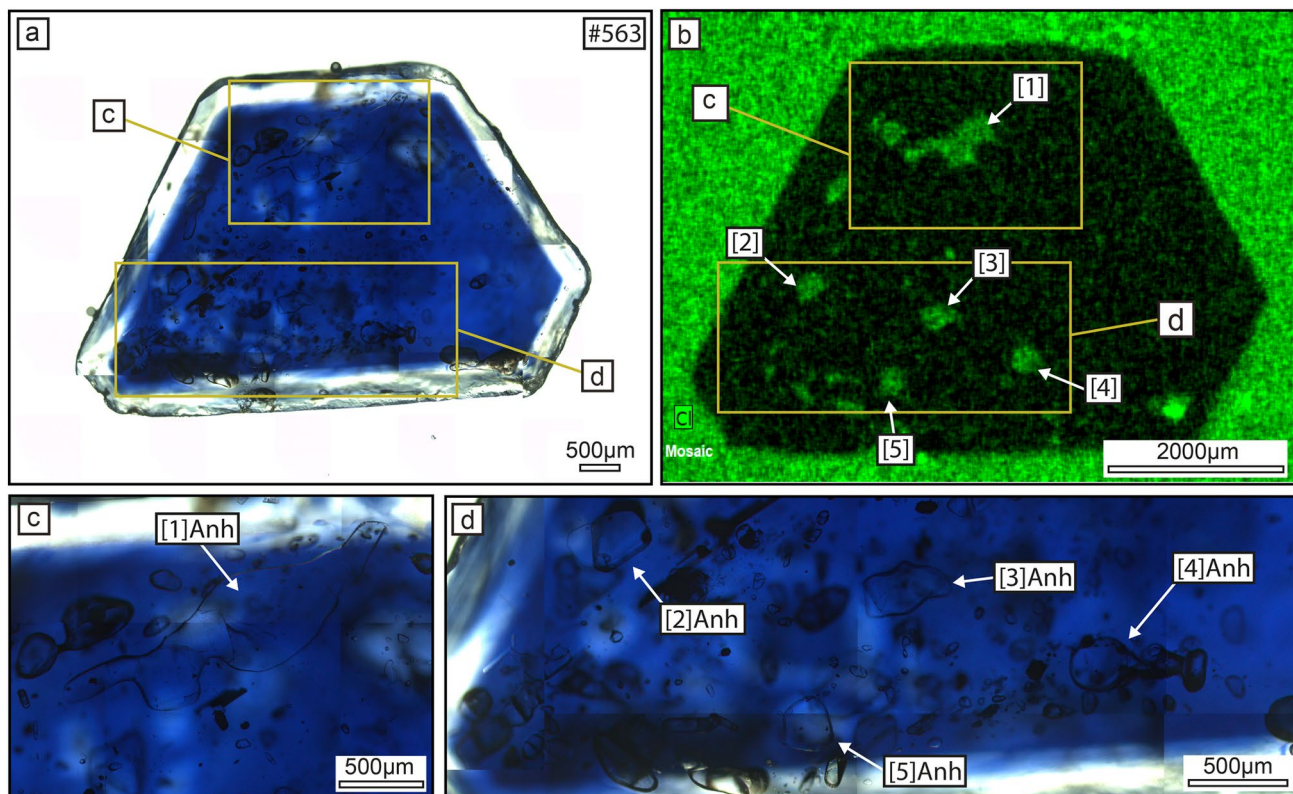 a
#563
c
d
500µm
b
c
[1]
[2]
[3]
d
[4]
[5]
Cl
Mosaic
2000µm
c
[1]Anh
500µm
d
[2]Anh
[3]Anh
[4]Anh
[5]Anh
500µm